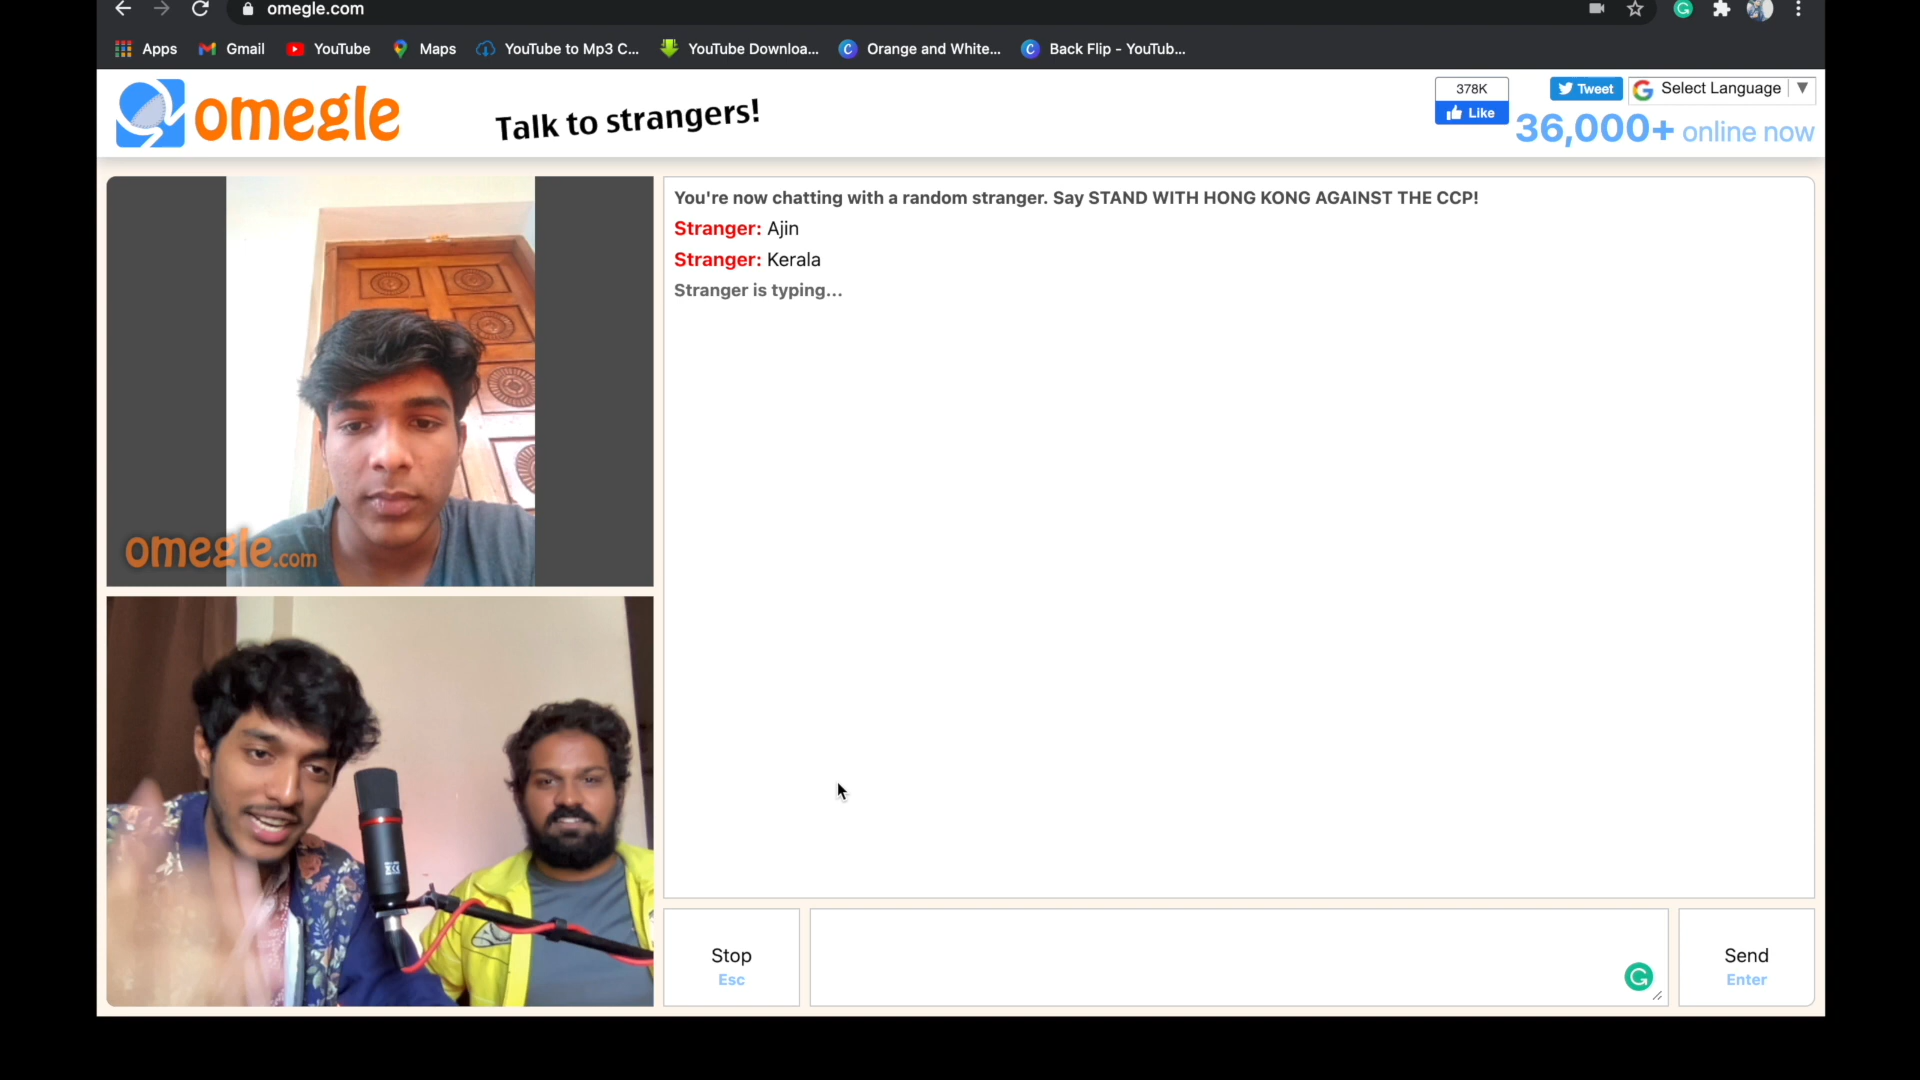 omegle.com
Apps Gmail YouTube Maps YouTube to Mp3 C... YouTube Downloa... Orange and White... Back Flip - YouTub...
omegle
Talk to strangers!
378K
Like
Tweet
Select Language
36,000+ online now
omegle.com
You're now chatting with a random stranger. Say STAND WITH HONG KONG AGAINST THE CCP!
Stranger: Ajin
Stranger: Kerala
Stranger is typing...
Stop
Esc
Send
Enter